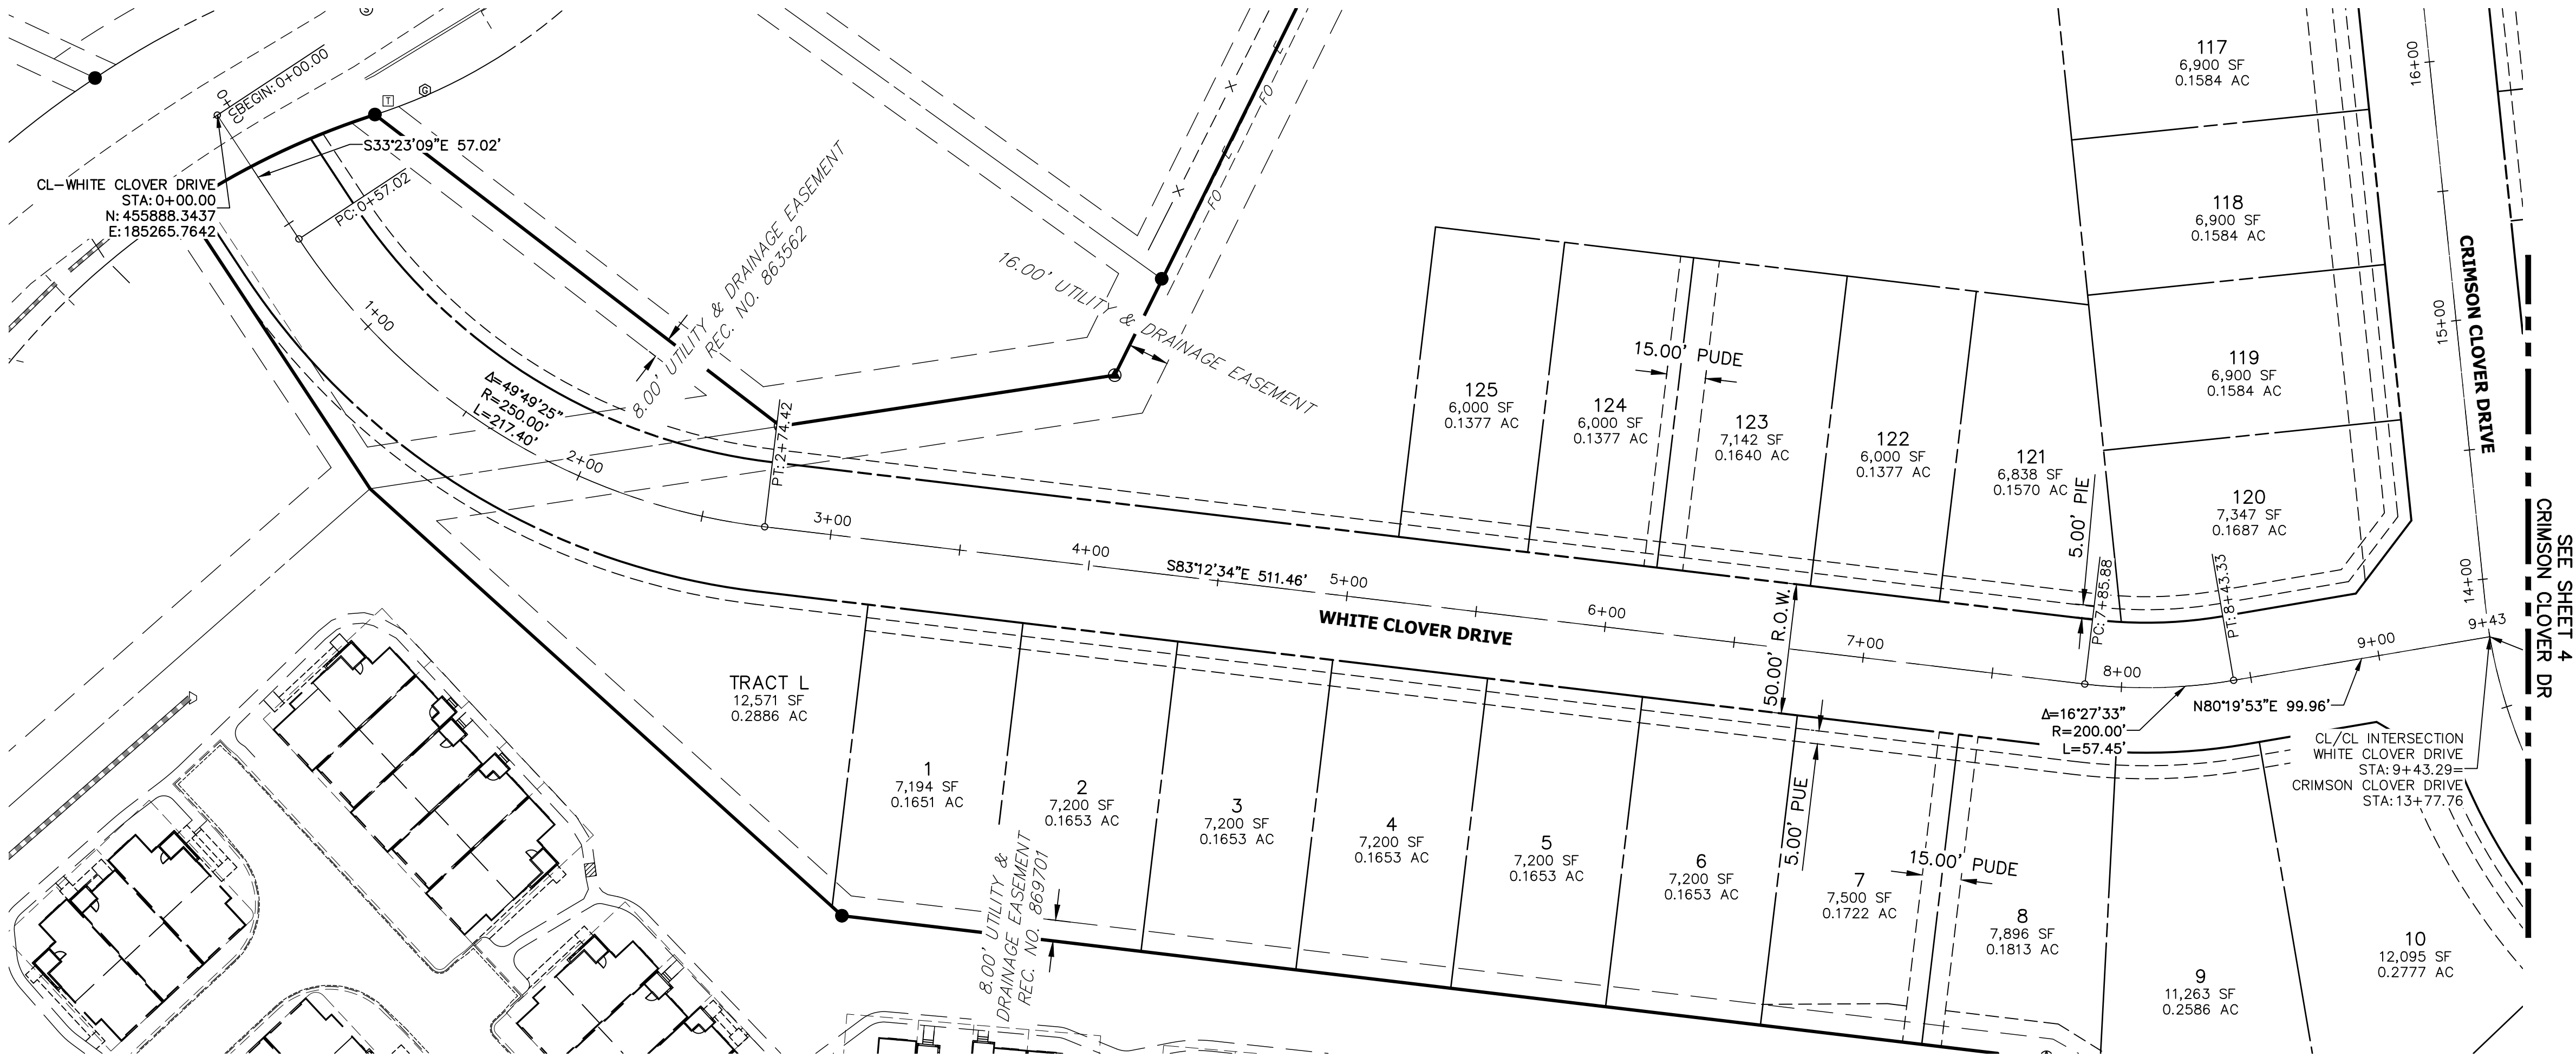 S
0+00
BEGIN: 0+00.00
T
G
S33°23'09"E 57.02'
CL-WHITE CLOVER DRIVE
STA: 0+00.00
N: 455888.3437
E: 185265.7642
PC: 0+57.02
1+00
Δ=49°49'25"
R=250.00'
L=217.40'
2+00
8.00' UTILITY & DRAINAGE EASEMENT
REC. NO. 863562
PT: 2+74.42
16.00' UTILITY & DRAINAGE EASEMENT
X
X
FO
FO
E
E
3+00
4+00
S83°12'34"E 511.46'
5+00
6+00
7+00
8+00
9+00
9+43
WHITE CLOVER DRIVE
50.00' R.O.W.
125
6,000 SF
0.1377 AC
124
6,000 SF
0.1377 AC
15.00' PUDE
123
7,142 SF
0.1640 AC
122
6,000 SF
0.1377 AC
121
6,838 SF
0.1570 AC
5.00' PIE
PC: 7+85.88
PT: 8+43.33
117
6,900 SF
0.1584 AC
118
6,900 SF
0.1584 AC
119
6,900 SF
0.1584 AC
120
7,347 SF
0.1687 AC
16+00
15+00
14+00
CRIMSON CLOVER DRIVE
SEE SHEET 4
CRIMSON CLOVER DR
Δ=16°27'33"
R=200.00'
L=57.45'
N80°19'53"E 99.96'
CL/CL INTERSECTION
WHITE CLOVER DRIVE
STA: 9+43.29=
CRIMSON CLOVER DRIVE
STA: 13+77.76
TRACT L
12,571 SF
0.2886 AC
1
7,194 SF
0.1651 AC
2
7,200 SF
0.1653 AC
8.00' UTILITY &
DRAINAGE EASEMENT
REC. NO. 869701
3
7,200 SF
0.1653 AC
4
7,200 SF
0.1653 AC
5
7,200 SF
0.1653 AC
6
7,200 SF
0.1653 AC
5.00' PUE
7
7,500 SF
0.1722 AC
15.00' PUDE
8
7,896 SF
0.1813 AC
9
11,263 SF
0.2586 AC
10
12,095 SF
0.2777 AC